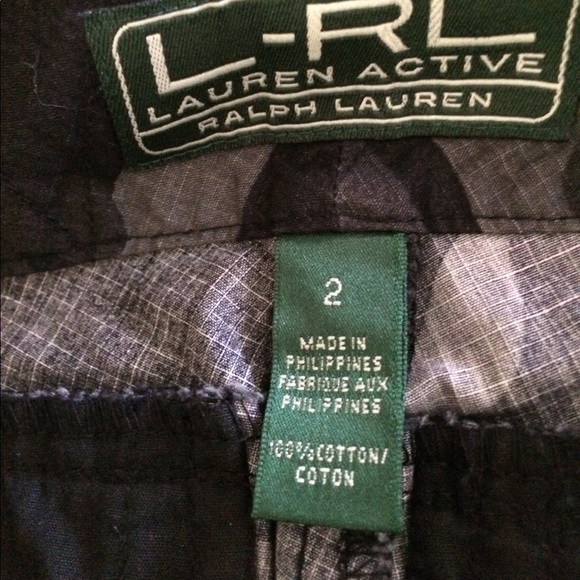 L-RL
LAUREN ACTIVE
RALPH LAUREN
2
MADE IN
PHILIPPINES
FABRIQUE AUX
PHILIPPINES
100% COTTON/
COTON